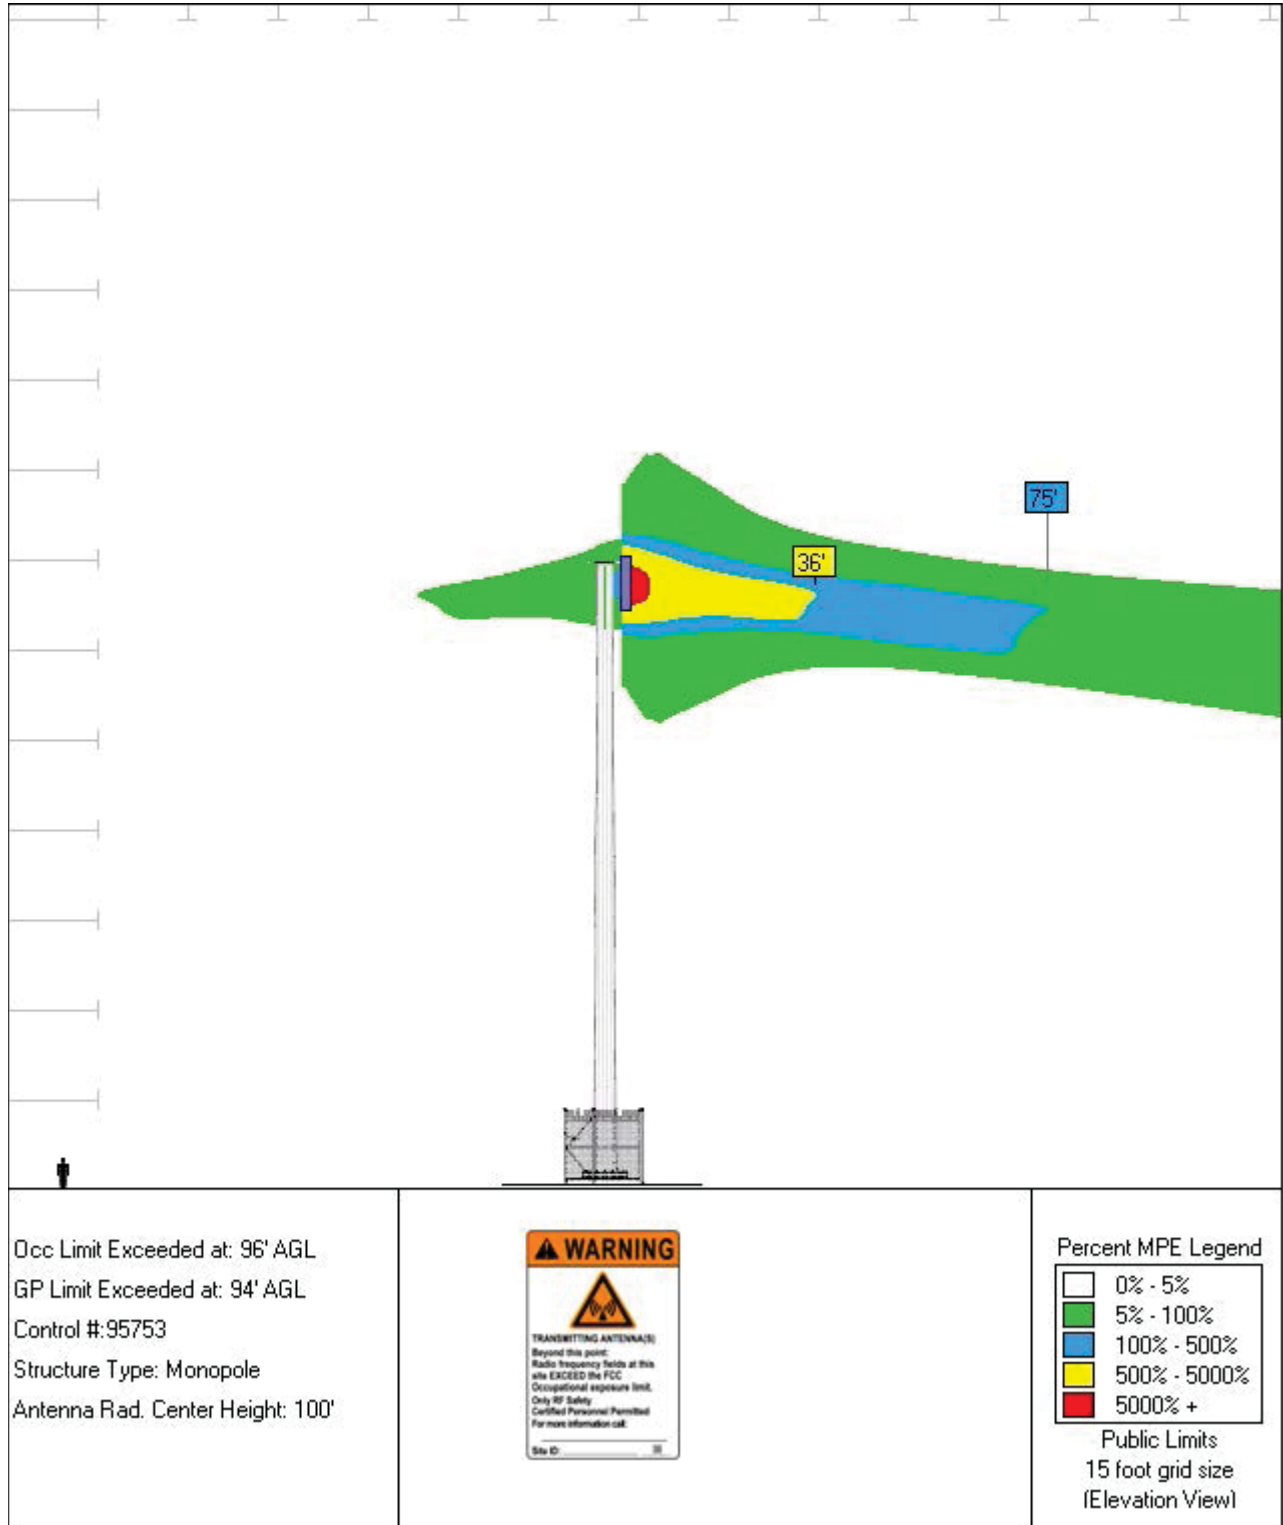 75'
36'
Occ Limit Exceeded at: 96' AGL
GP Limit Exceeded at: 94' AGL
Control #:95753
Structure Type: Monopole
Antenna Rad. Center Height: 100'
WARNING
TRANSMITTING ANTENNA(S)
Beyond this point:
Radio frequency fields at this
site EXCEED the FCC
Occupational exposure limit.
Only RF Safety
Certified Personnel Permitted
For more information call:
Site ID:
Percent MPE Legend
0% - 5%
5% - 100%
100% - 500%
500% - 5000%
5000% +
Public Limits
15 foot grid size
(Elevation View)